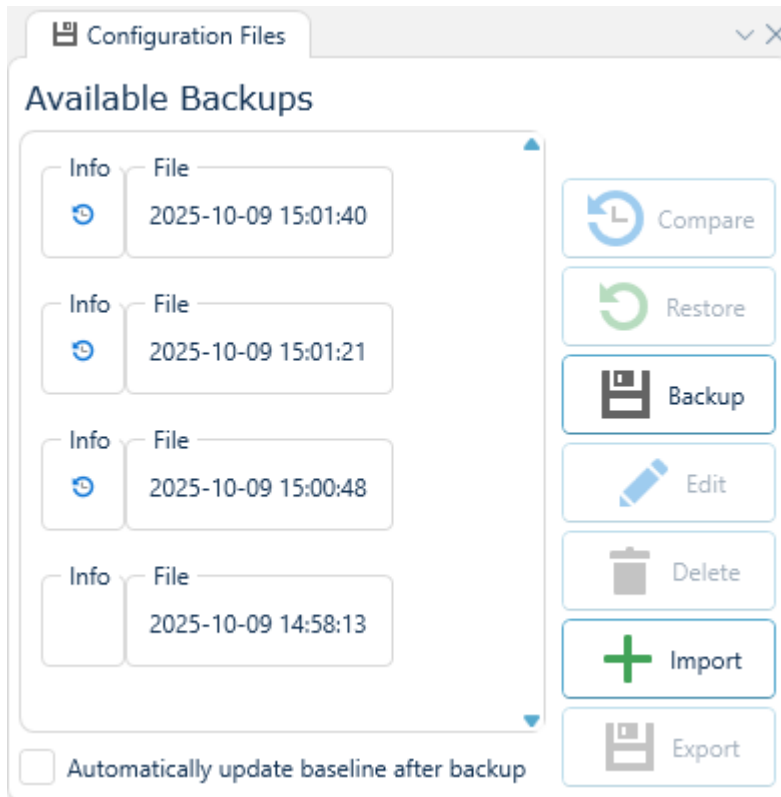 Configuration Files
Available Backups
Info File
2025-10-09 15:01:40
Info File
2025-10-09 15:01:21
Info File
2025-10-09 15:00:48
Info File
2025-10-09 14:58:13
Automatically update baseline after backup
Compare
Restore
Backup
Edit
Delete
Import
Export